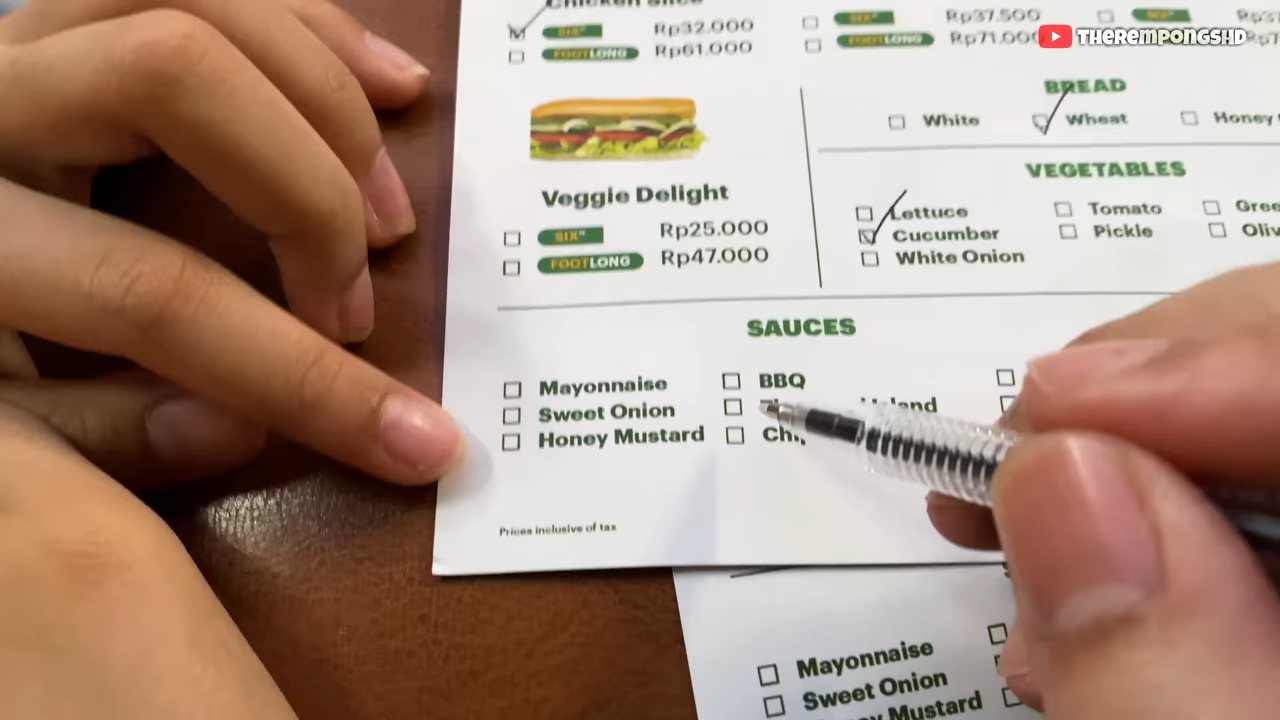 Chicken Slice
SIX" Rp32.000
FOOTLONG Rp61.000
SIX" Rp37.500
FOOTLONG Rp71.000
SIX"
THEREMPONGSHD
BREAD
White
Wheat
Honey
Veggie Delight
SIX" Rp25.000
FOOTLONG Rp47.000
VEGETABLES
Lettuce
Tomato
Cucumber
Pickle
White Onion
SAUCES
Mayonnaise
BBQ
Sweet Onion
Honey Mustard
Prices inclusive of tax
Mayonnaise
Sweet Onion
Mustard